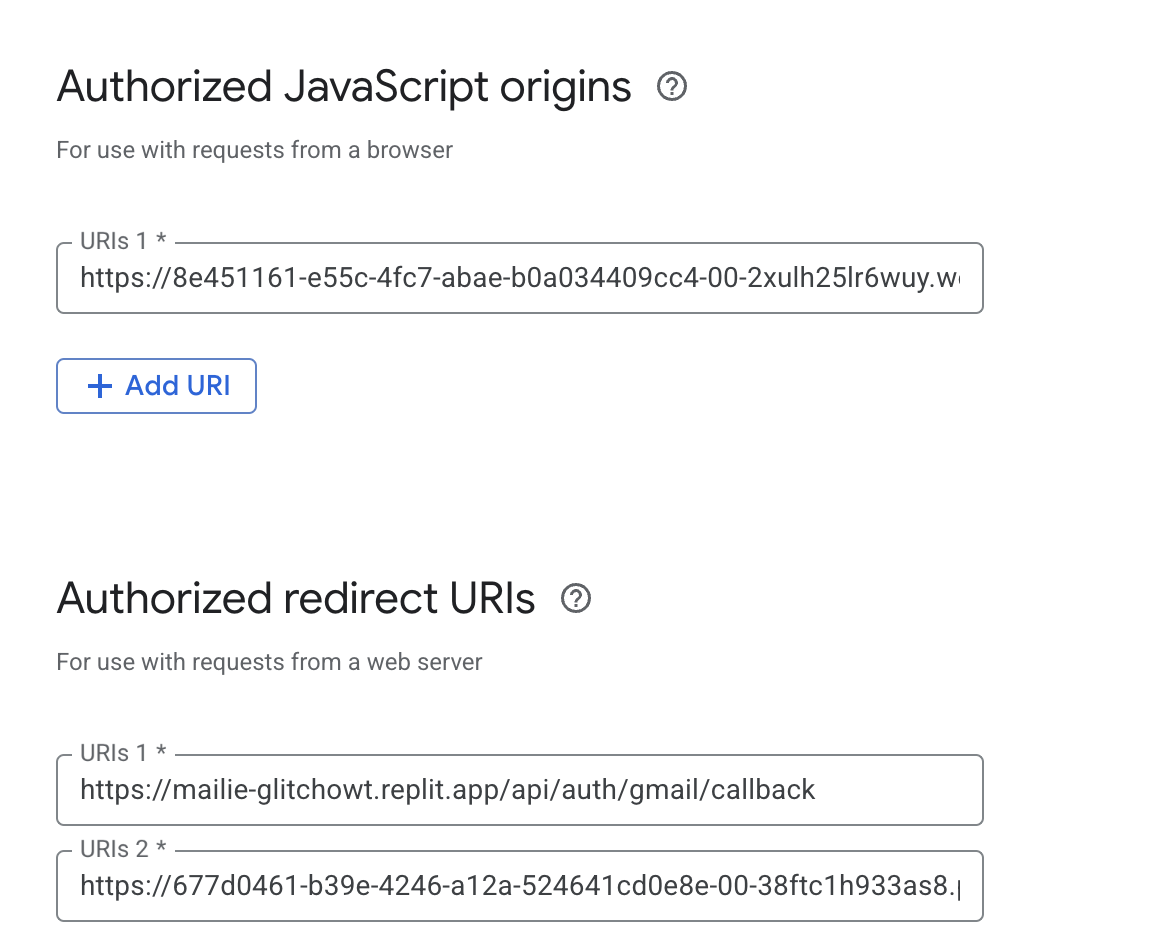 Authorized JavaScript origins
For use with requests from a browser
URIs 1 *
https://8e451161-e55c-4fc7-abae-b0a034409cc4-00-2xulh25lr6wuy.w
Add URI
Authorized redirect URIs
For use with requests from a web server
URIs 1 *
https://mailie-glitchowt.replit.app/api/auth/gmail/callback
URIs 2 *
https://677d0461-b39e-4246-a12a-524641cd0e8e-00-38ftc1h933as8.